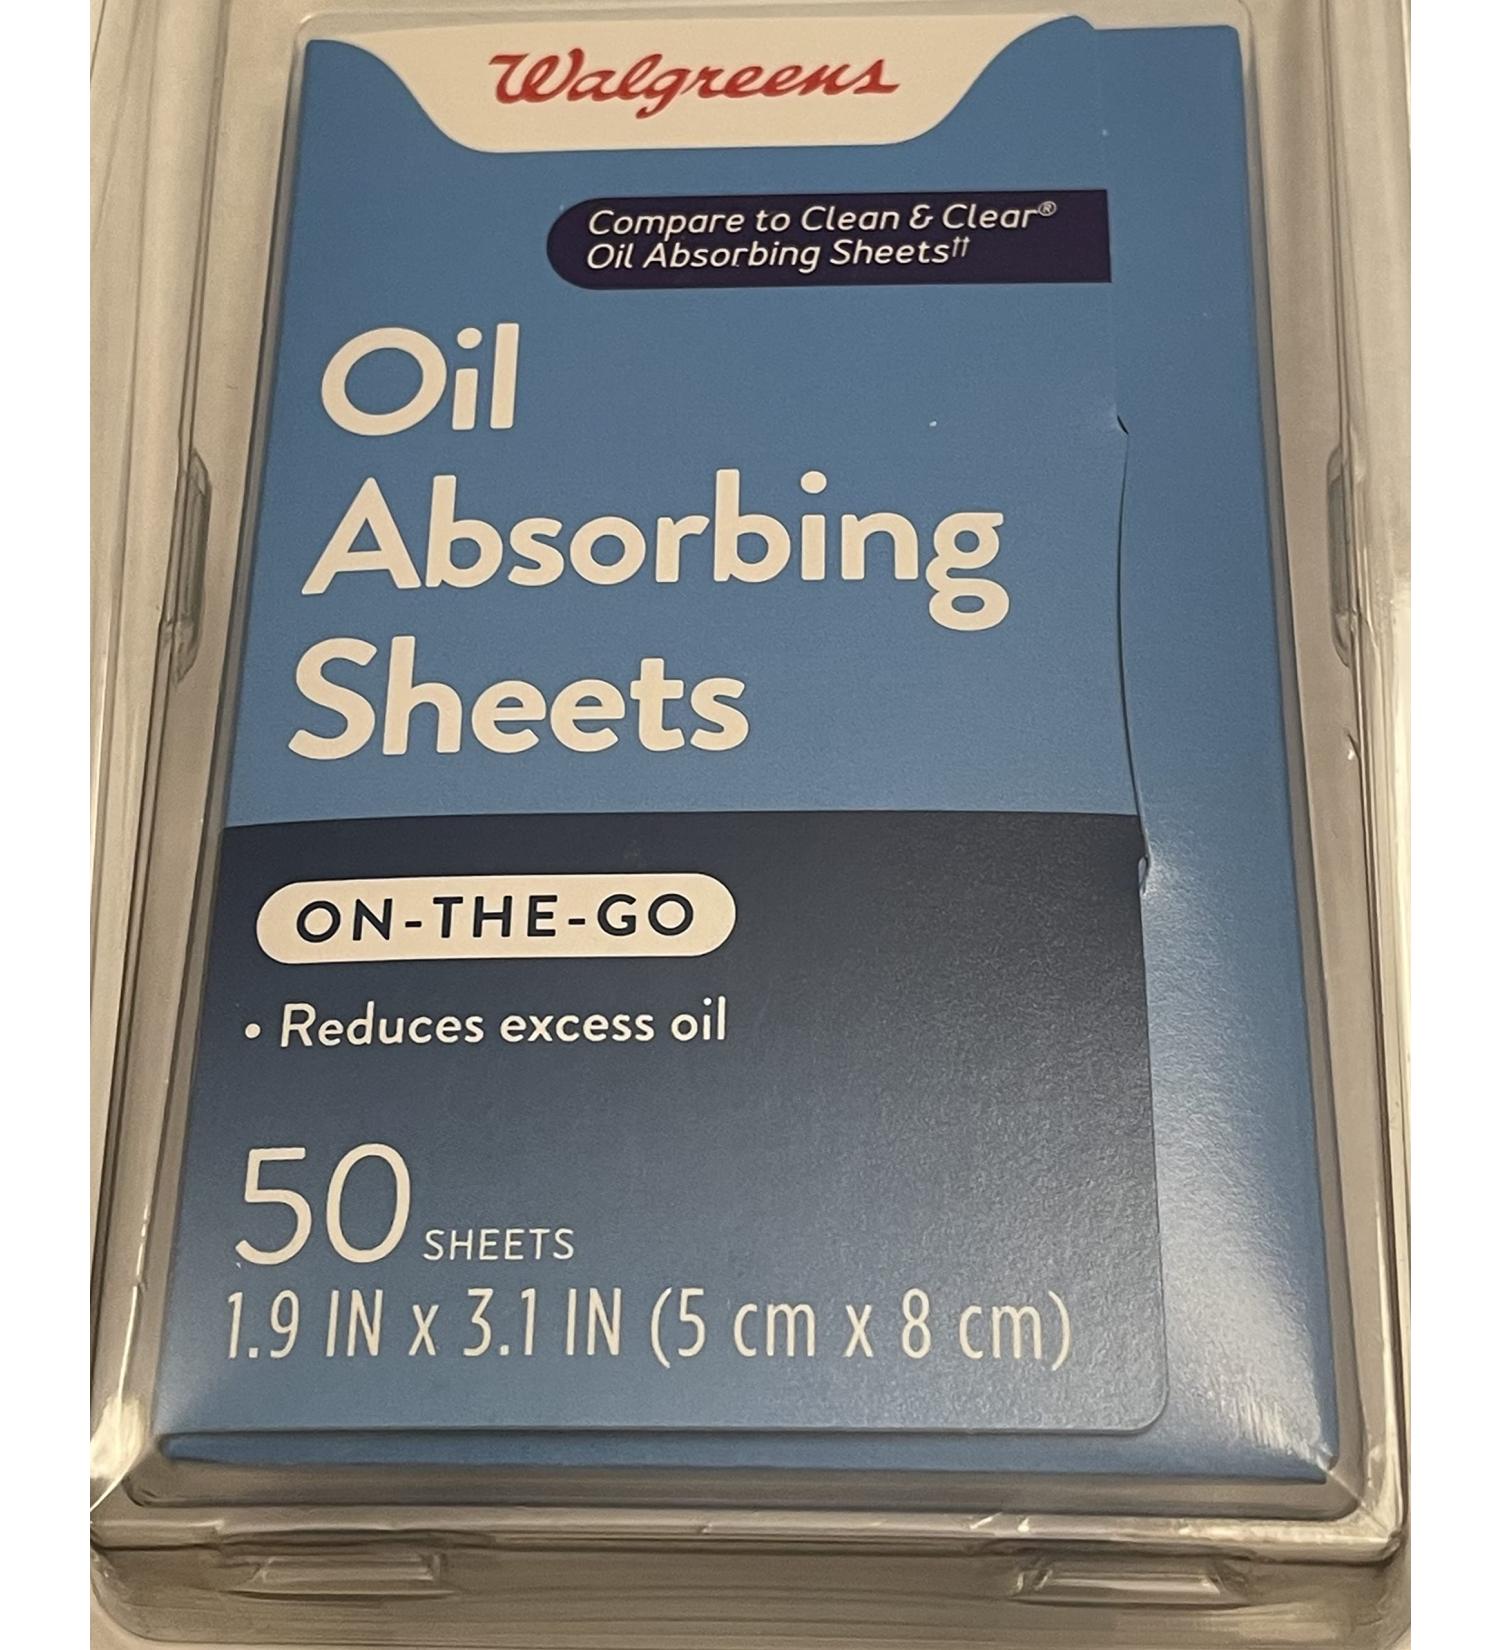 Walgreens
Compare to Clean & Clear®
Oil Absorbing Sheets††
Oil
Absorbing
Sheets
ON-THE-GO
• Reduces excess oil
50 SHEETS
1.9 IN x 3.1 IN (5 cm x 8 cm)